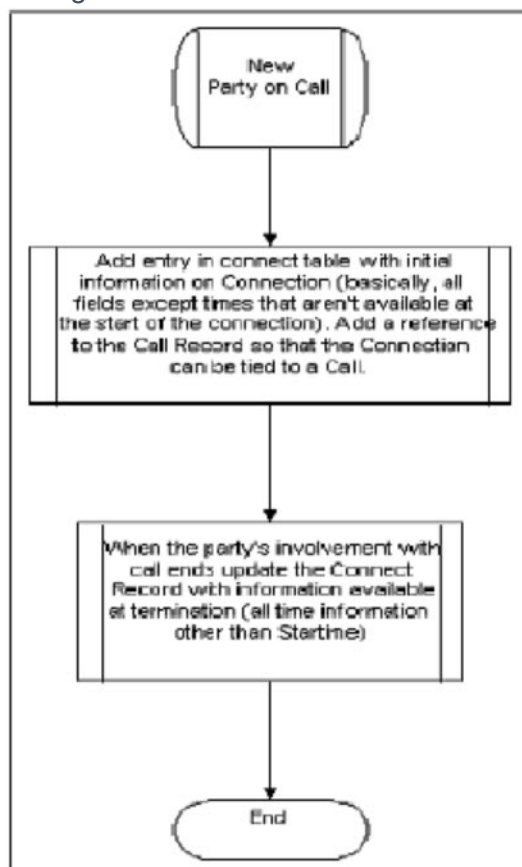 New
Party on Call
Add entry in connect table with initial
information on Connection (basically, all
fields except times that aren't available at
the start of the connection). Add a reference
to the Call Record so that the Connection
can be tied to a Call.
When the party's involvement with
call ends update the Connect
Record with information available
at termination (all time information
other than Startime)
End